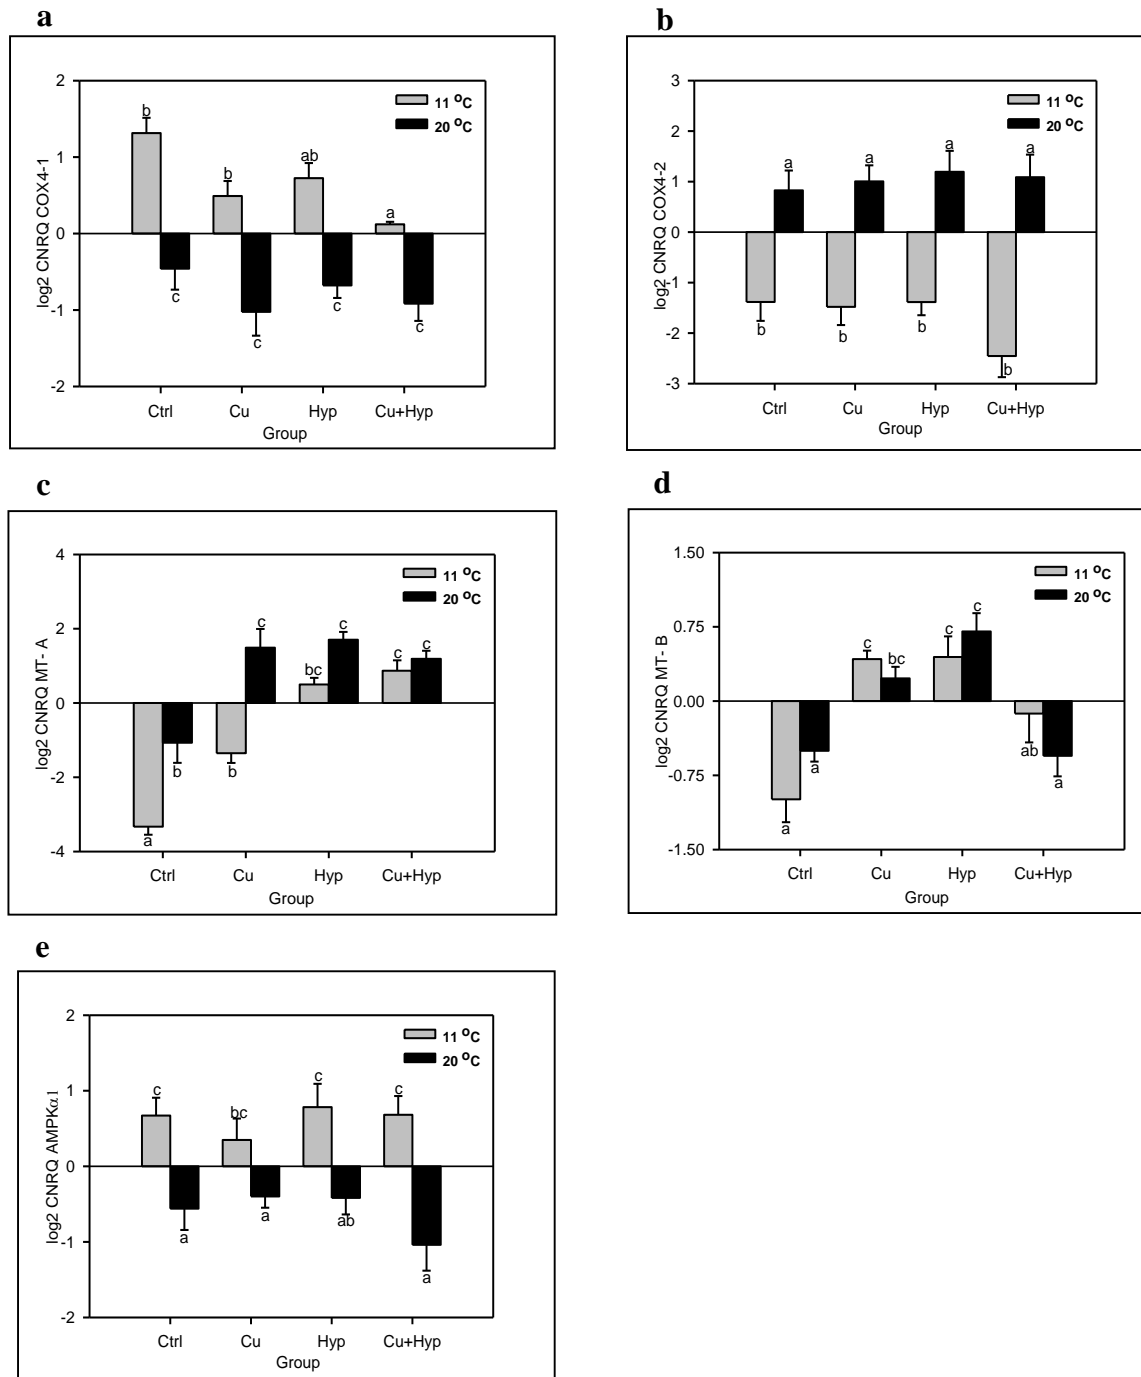 a
2
1
0
-1
-2
log2 CNRQ COX4-1
11 °C
20 °C
b
b
ab
a
c
c
c
c
Ctrl Cu Hyp Cu+Hyp
Group
b
3
2
1
0
-1
-2
-3
log2 CNRQ COX4-2
11 °C
20 °C
a
a
a
a
b
b
b
b
Ctrl Cu Hyp Cu+Hyp
Group
c
4
2
0
-2
-4
log2 CNRQ MT- A
11 °C
20 °C
c
bc
c
c
c
b
b
a
Ctrl Cu Hyp Cu+Hyp
Group
d
1.50
0.75
0.00
-0.75
-1.50
log2 CNRQ MT- B
11 °C
20 °C
c
bc
c
c
a
a
ab
a
Ctrl Cu Hyp Cu+Hyp
Group
e
2
1
0
-1
-2
log2 CNRQ AMPKα1
11 °C
20 °C
c
bc
c
c
a
a
ab
a
Ctrl Cu Hyp Cu+Hyp
Group